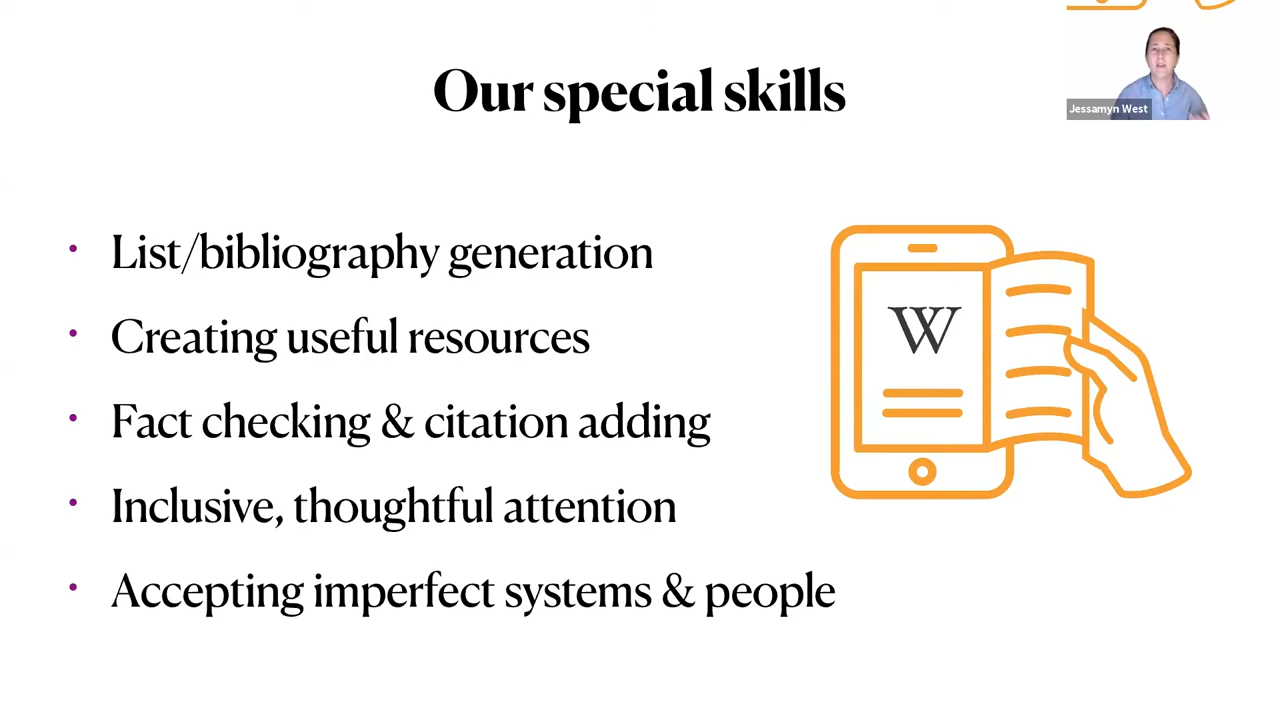 Our special skills
Jessamyn West
• List/bibliography generation
• Creating useful resources
• Fact checking & citation adding
• Inclusive, thoughtful attention
• Accepting imperfect systems & people
W